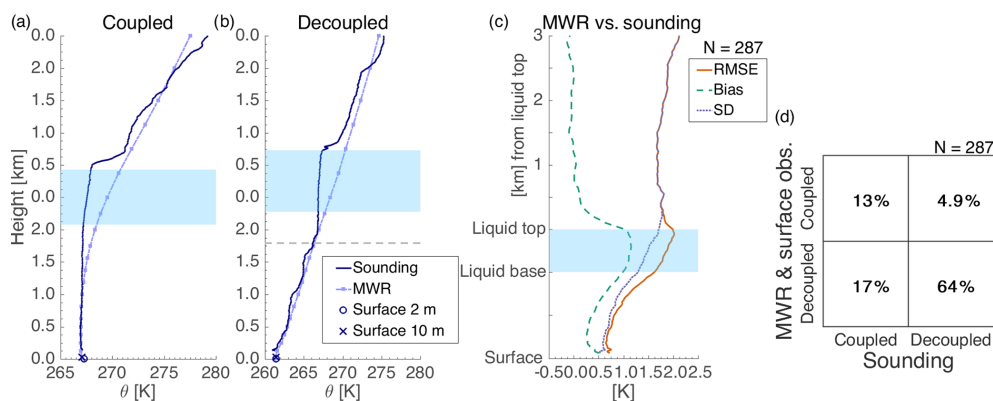 (a) Coupled
0.0
2.0
1.5
1.0
0.5
0.0
2.0
1.5
1.0
0.5
0.0
Height [km]
265 270 275 280
θ [K]
(b) Decoupled
0.0
2.0
1.5
1.0
0.5
0.0
2.0
1.5
1.0
0.5
0.0
Sounding
MWR
Surface 2 m
Surface 10 m
260 265 270 275 280
θ [K]
(c) MWR vs. sounding
N = 287
RMSE
Bias
SD
3
2
1
[km] from liquid top
Liquid top
Liquid base
Surface
-0.50.00.51.01.52.02.5
[K]
(d)
N = 287
MWR & surface obs.
Coupled
Decoupled
13% 4.9%
17% 64%
Coupled Decoupled
Sounding